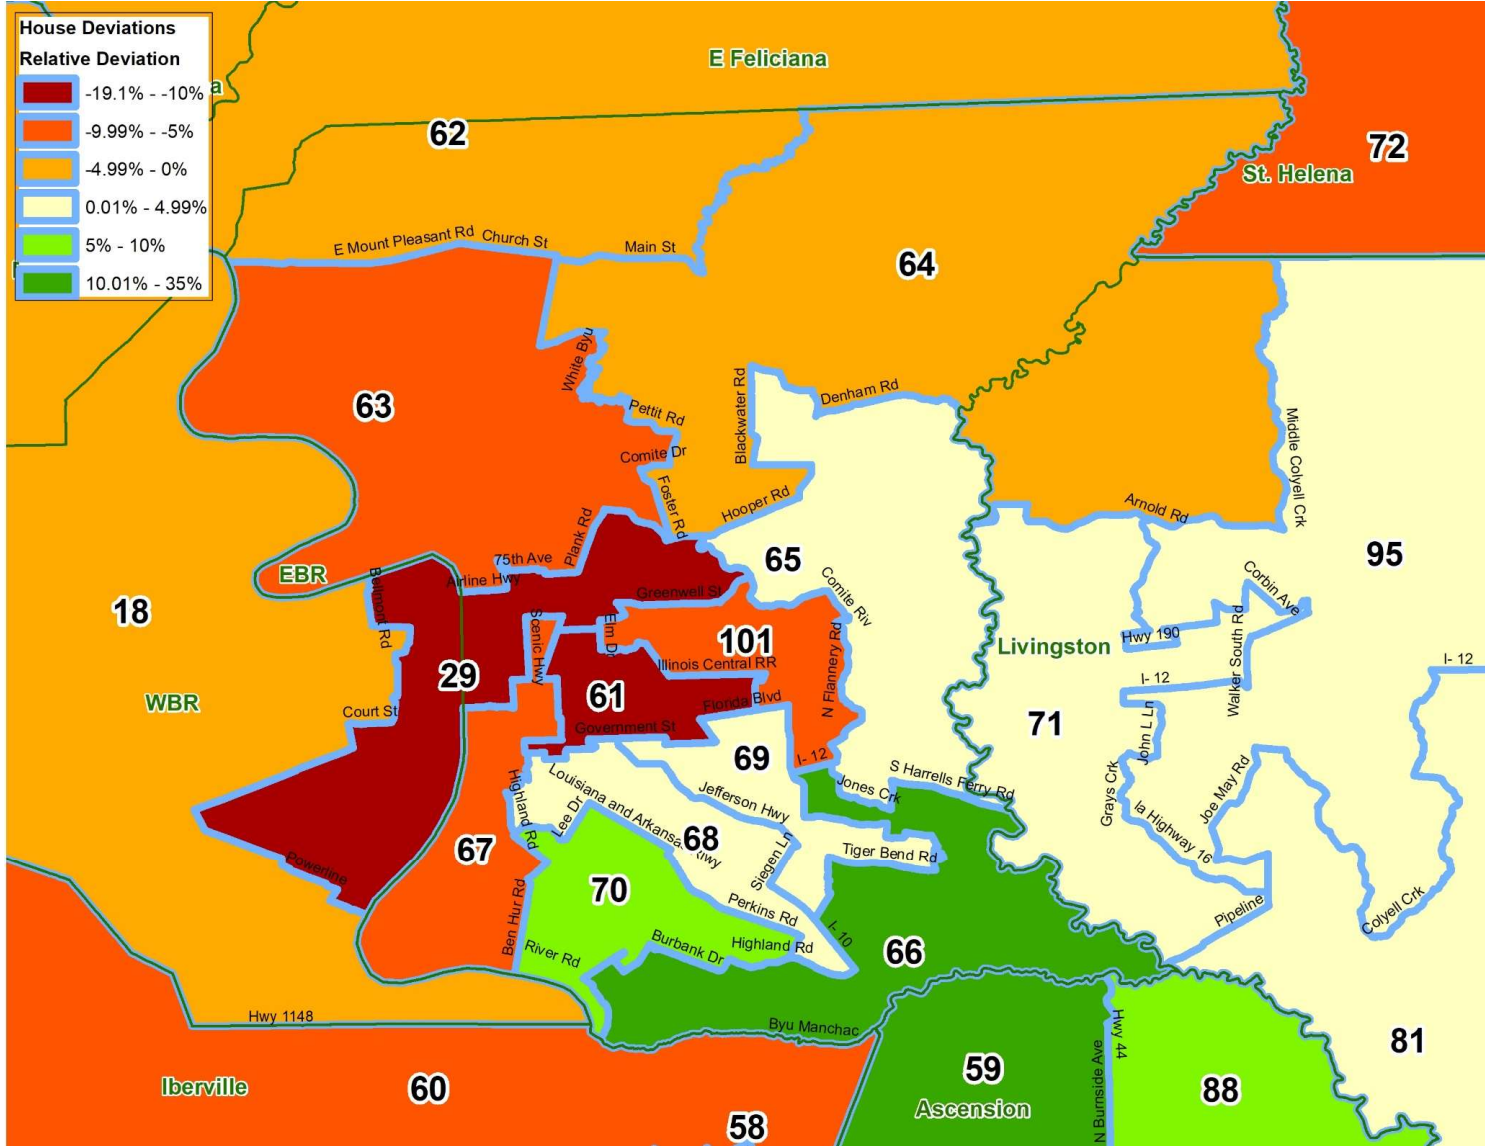 House Deviations
Relative Deviation
-19.1% - -10%
-9.99% - -5%
-4.99% - 0%
0.01% - 4.99%
5% - 10%
10.01% - 35%
a
E Feliciana
62
72
St. Helena
E Mount Pleasant Rd
Church St
Main St
64
White Byu
63
Pettit Rd
Blackwater Rd
Denham Rd
Middle Colyell Crk
Comite Dr
Foster Rd
Hooper Rd
Arnold Rd
Plank Rd
75th Ave
Airline Hwy
65
95
EBR
Belmont Rd
Greenwell St
Comite Riv
Corbin Ave
18
Scenic Hwy
Elm Dr
101
N Flannery Rd
Livingston
Hwy 190
Walker South Rd
I- 12
29
Illinois Central RR
I- 12
WBR
61
Florida Blvd
Court St
Government St
71
John L Ln
69
I- 12
Highland Rd
Louisiana and Arkansas Rlwy
Lee Dr
Jefferson Hwy
Jones Crk
S Harrells Ferry Rd
Grays Crk
Joe May Rd
la Highway 16
67
68
Siegen Ln
Tiger Bend Rd
Powerline
70
Ben Hur Rd
Perkins Rd
Pipeline
Colyell Crk
River Rd
Burbank Dr
Highland Rd
I- 10
66
Hwy 1148
Byu Manchac
Hwy 44
N Burnside Ave
81
Iberville
60
59
Ascension
88
58